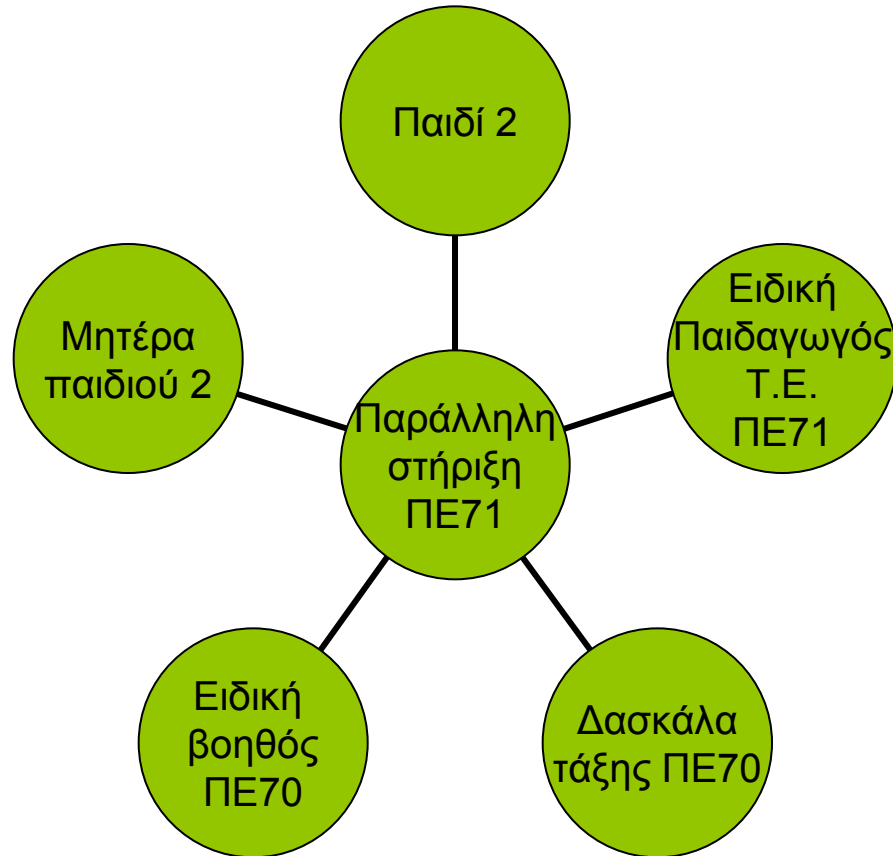 Παιδί 2
Μητέρα
παιδιού 2
Ειδική
Παιδαγωγός
Τ.Ε.
ΠΕ71
Παράλληλη
στήριξη
ΠΕ71
Ειδική
βοηθός
ΠΕ70
Δασκάλα
τάξης ΠΕ70